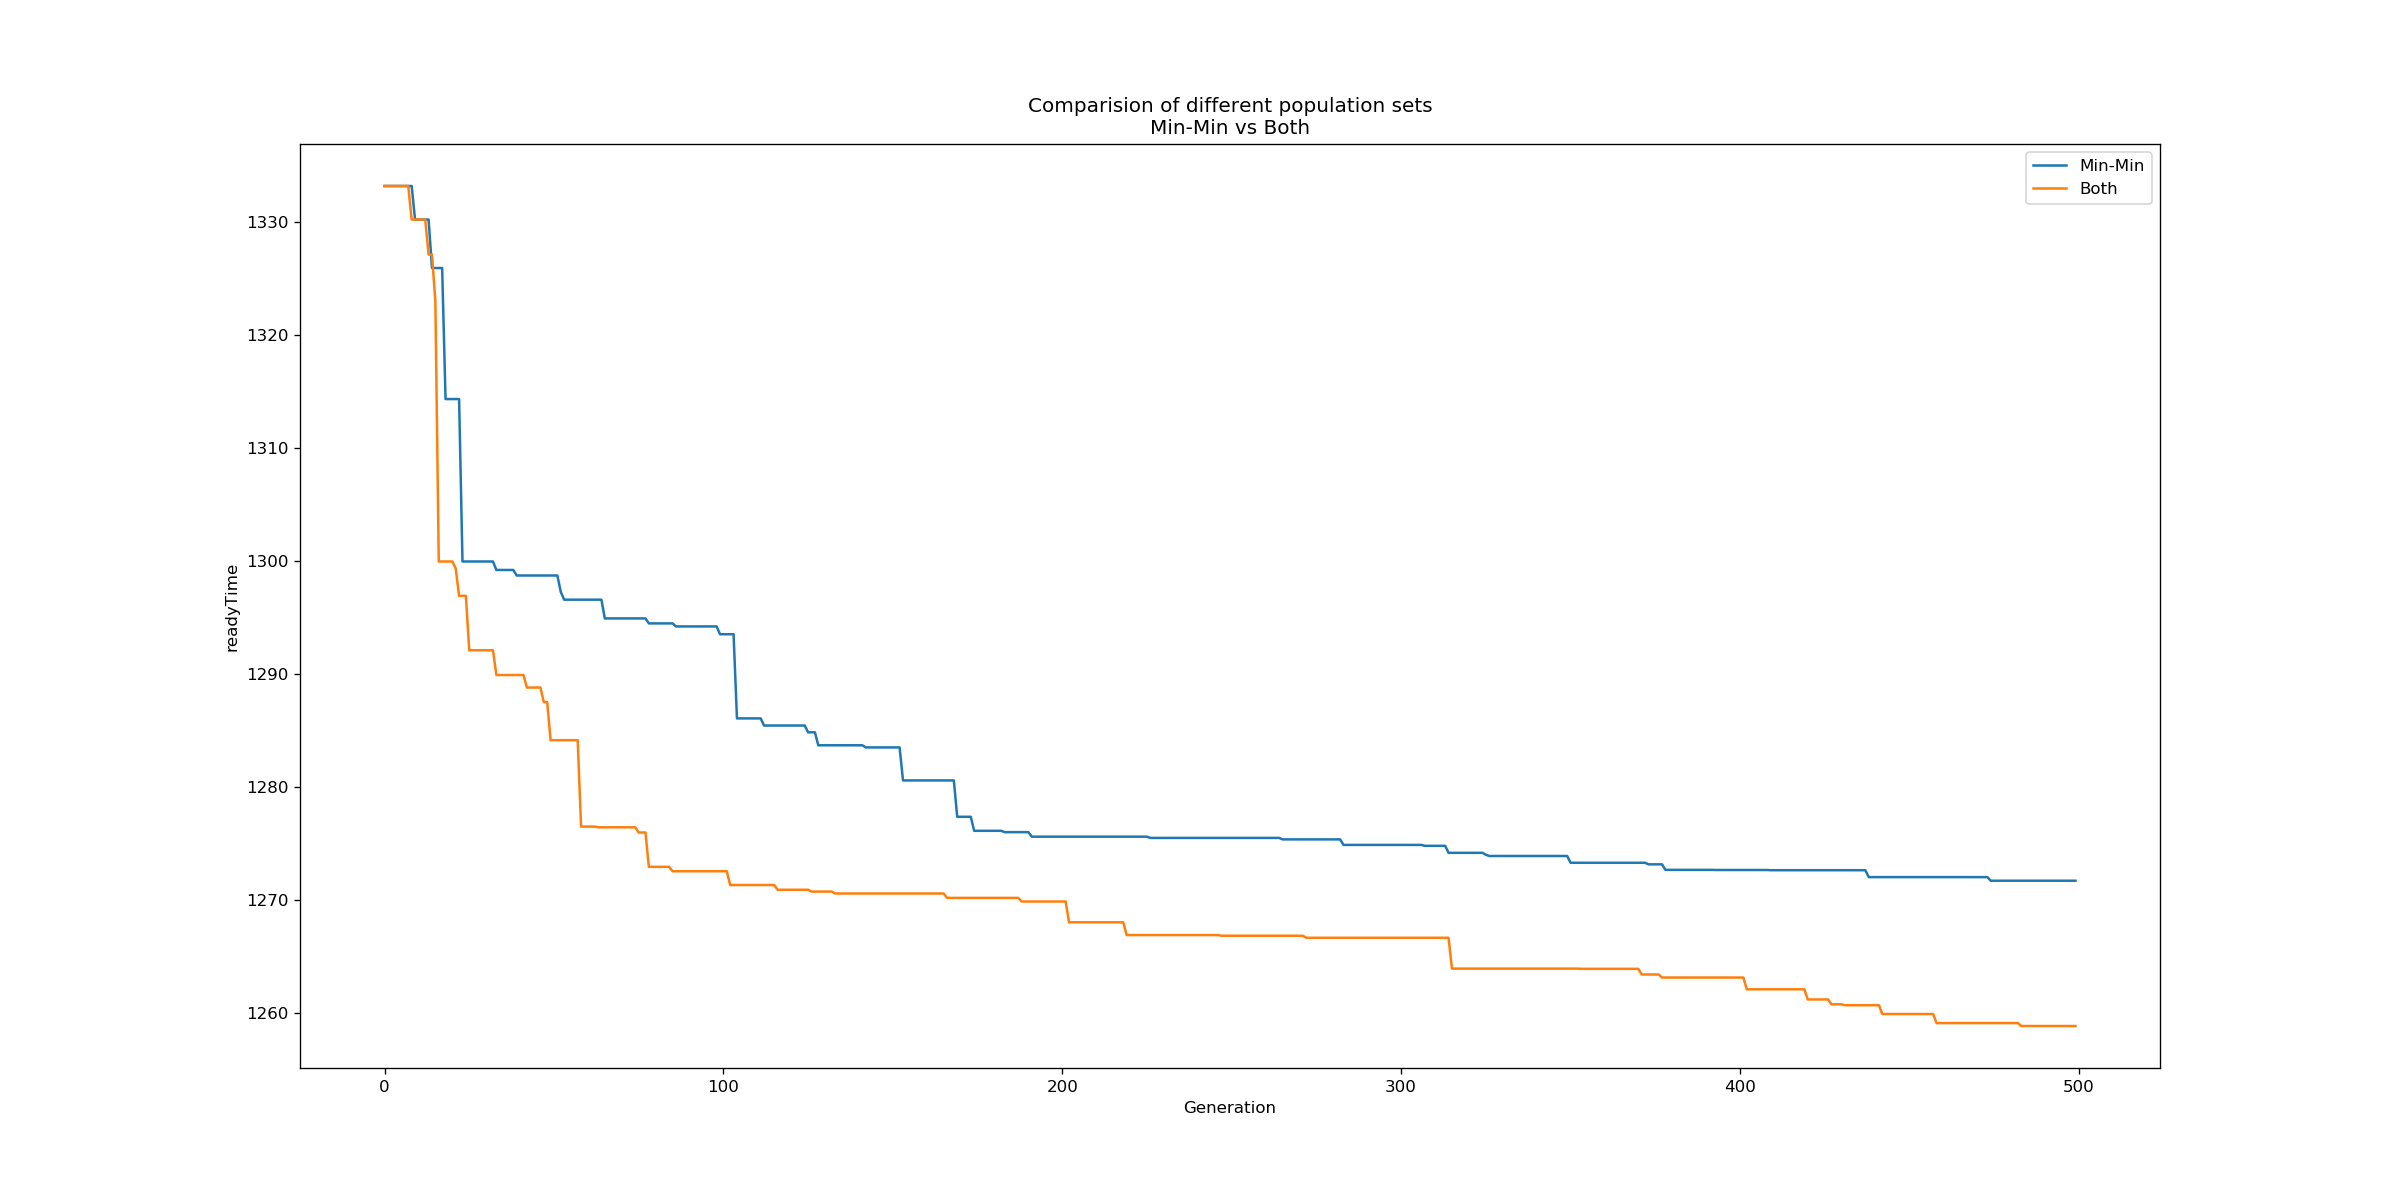 Comparision of different population sets
Min-Min vs Both
Min-Min
Both
readyTime
1330
1320
1310
1300
1290
1280
1270
1260
0 100 200 300 400 500
Generation